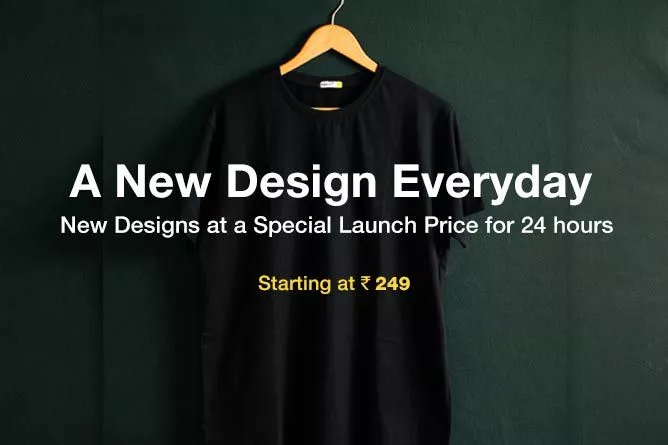 A New Design Everyday
New Designs at a Special Launch Price for 24 hours
Starting at ₹ 249